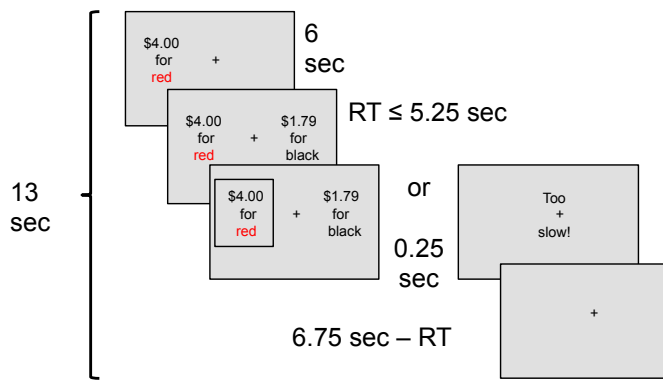 $4.00
for
red
+
6
sec
$4.00
for
red
+
$1.79
for
black
RT ≤ 5.25 sec
$4.00
for
red
+
$1.79
for
black
or
Too
+
slow!
0.25
sec
13
sec
+
6.75 sec – RT